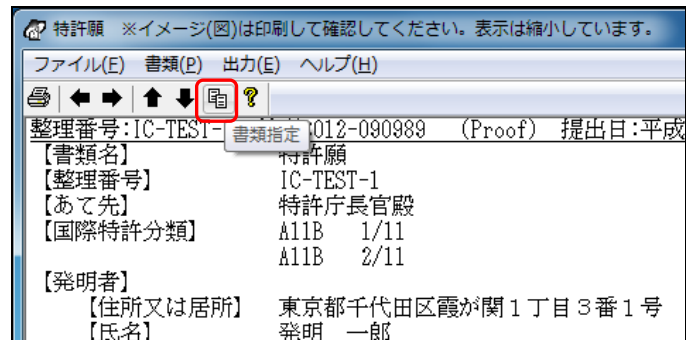 特許願 ※イメージ(図)は印刷して確認してください。表示は縮小しています。
ファイル(F) 書類(P) 出力(E) ヘルプ(H)
整理番号:IC-TEST- 012-090989 (Proof) 提出日:平成
書類指定
【書類名】 特許願
【整理番号】 IC-TEST-1
【あて先】 特許庁長官殿
【国際特許分類】 A11B 1/11
A11B 2/11
【発明者】
【住所又は居所】 東京都千代田区霞が関1丁目3番1号
【氏名】 発明 一郎